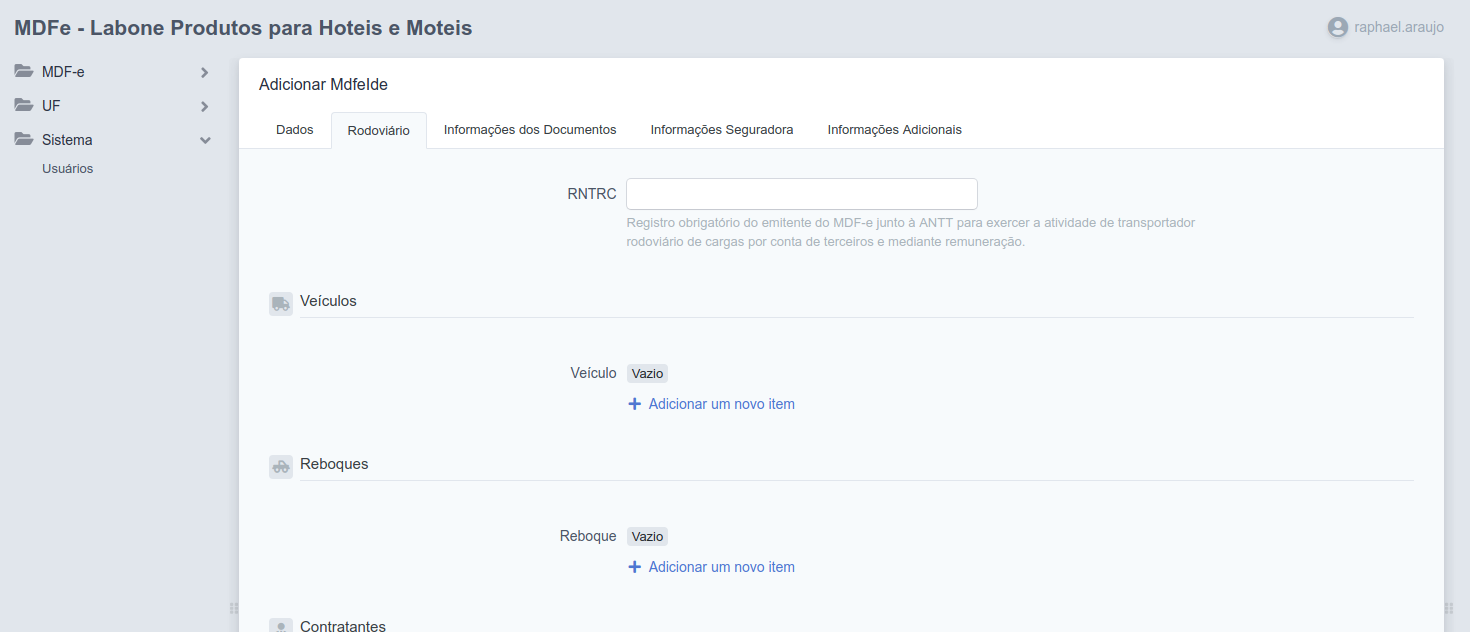 MDFe - Labone Produtos para Hoteis e Moteis
raphael.araujo
MDF-e
UF
Sistema
Usuários
Adicionar MdfeIde
Dados
Rodoviário
Informações dos Documentos
Informações Seguradora
Informações Adicionais
RNTRC
Registro obrigatório do emitente do MDF-e junto à ANTT para exercer a atividade de transportador
rodoviário de cargas por conta de terceiros e mediante remuneração.
Veículos
Veículo
Vazio
Adicionar um novo item
Reboques
Reboque
Vazio
Adicionar um novo item
Contratantes